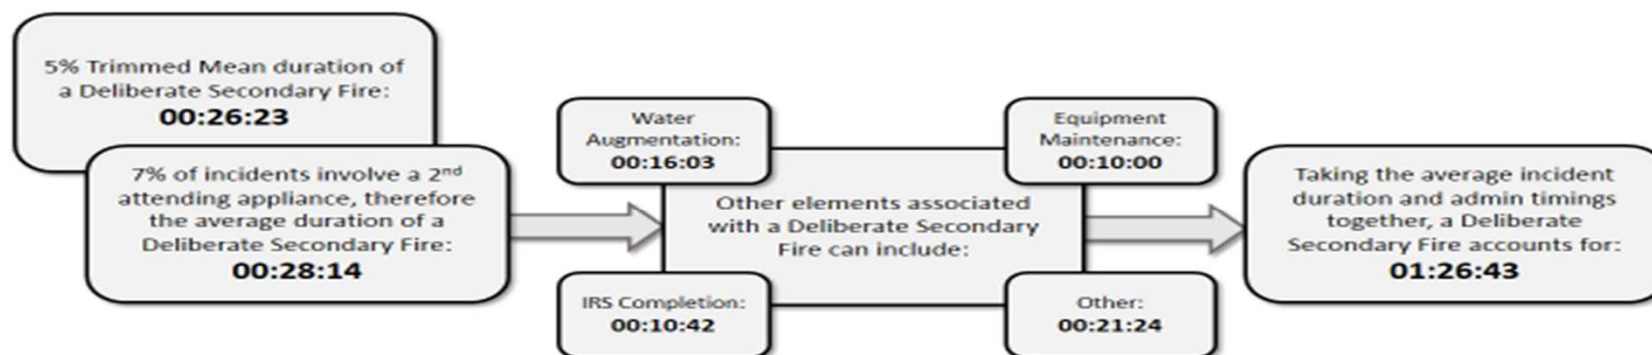 5% Trimmed Mean duration of
a Deliberate Secondary Fire:
00:26:23
7% of incidents involve a 2nd
attending appliance, therefore
the average duration of a
Deliberate Secondary Fire:
00:28:14
Water
Augmentation:
00:16:03
Equipment
Maintenance:
00:10:00
Other elements associated
with a Deliberate Secondary
Fire can include:
IRS Completion:
00:10:42
Other:
00:21:24
Taking the average incident
duration and admin timings
together, a Deliberate
Secondary Fire accounts for:
01:26:43